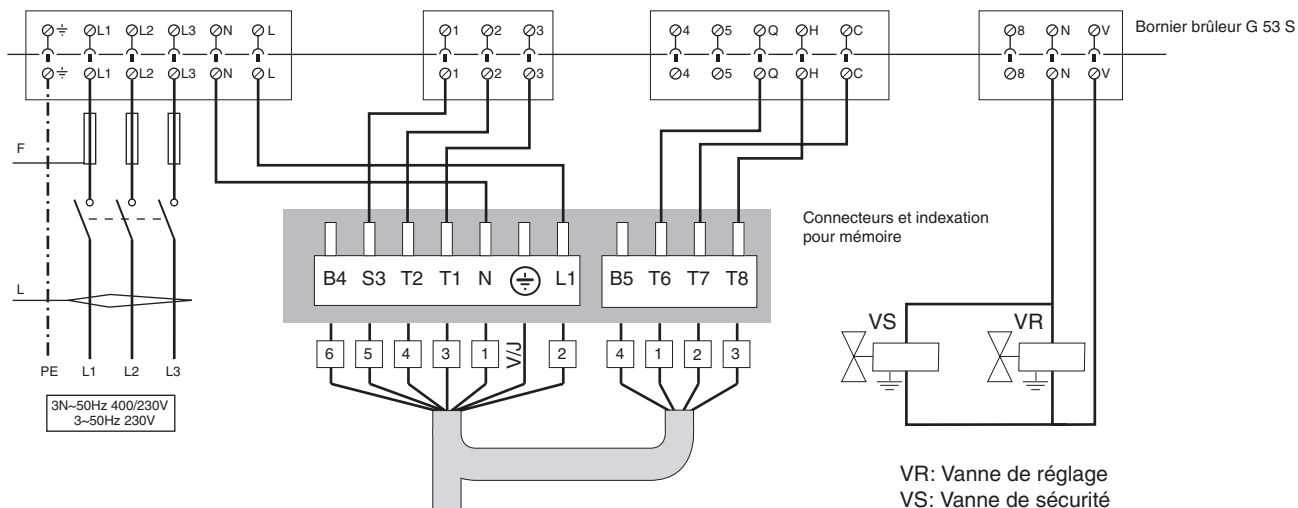 ⏚ L1 L2 L3 N L
1 2 3
4 5 Q H C
8 N V
Bornier brûleur G 53 S
⏚ L1 L2 L3 N L
1 2 3
4 5 Q H C
8 N V
F
Connecteurs et indexation
pour mémoire
B4 S3 T2 T1 N ⏚ L1
B5 T6 T7 T8
L
VS
VR
6 5 4 3 1 V/J 2
4 1 2 3
PE L1 L2 L3
3N~50Hz 400/230V
3~50Hz 230V
VR: Vanne de réglage
VS: Vanne de sécurité